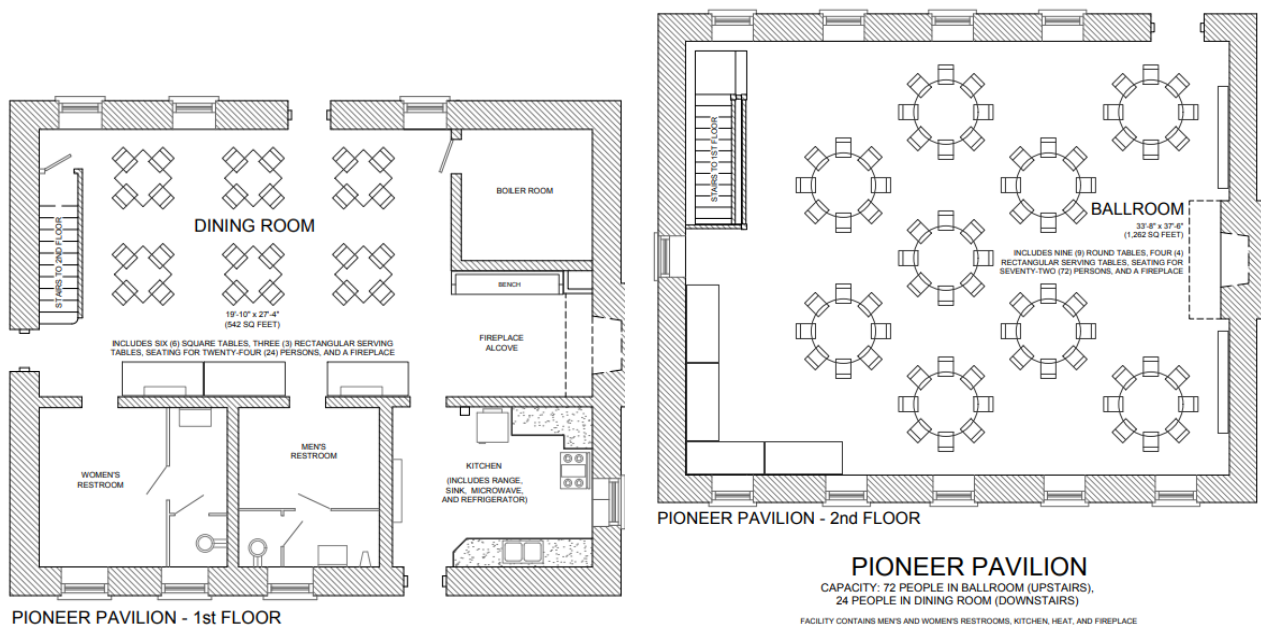 BOILER ROOM
DINING ROOM
STAIRS TO 2ND FLOOR
BENCH
19'-10" x 27'-4"
(542 SQ FEET)
INCLUDES SIX (6) SQUARE TABLES, THREE (3) RECTANGULAR SERVING
TABLES, SEATING FOR TWENTY-FOUR (24) PERSONS, AND A FIREPLACE
FIREPLACE
ALCOVE
WOMEN'S
RESTROOM
MEN'S
RESTROOM
KITCHEN
(INCLUDES RANGE,
SINK, MICROWAVE,
AND REFRIGERATOR)
PIONEER PAVILION - 1st FLOOR
STAIRS TO 1ST FLOOR
BALLROOM
33'-8" x 37'-6"
(1,262 SQ FEET)
INCLUDES NINE (9) ROUND TABLES, FOUR (4)
RECTANGULAR SERVING TABLES, SEATING FOR
SEVENTY-TWO (72) PERSONS, AND A FIREPLACE
PIONEER PAVILION - 2nd FLOOR
PIONEER PAVILION
CAPACITY: 72 PEOPLE IN BALLROOM (UPSTAIRS),
24 PEOPLE IN DINING ROOM (DOWNSTAIRS)
FACILITY CONTAINS MEN'S AND WOMEN'S RESTROOMS, KITCHEN, HEAT, AND FIREPLACE